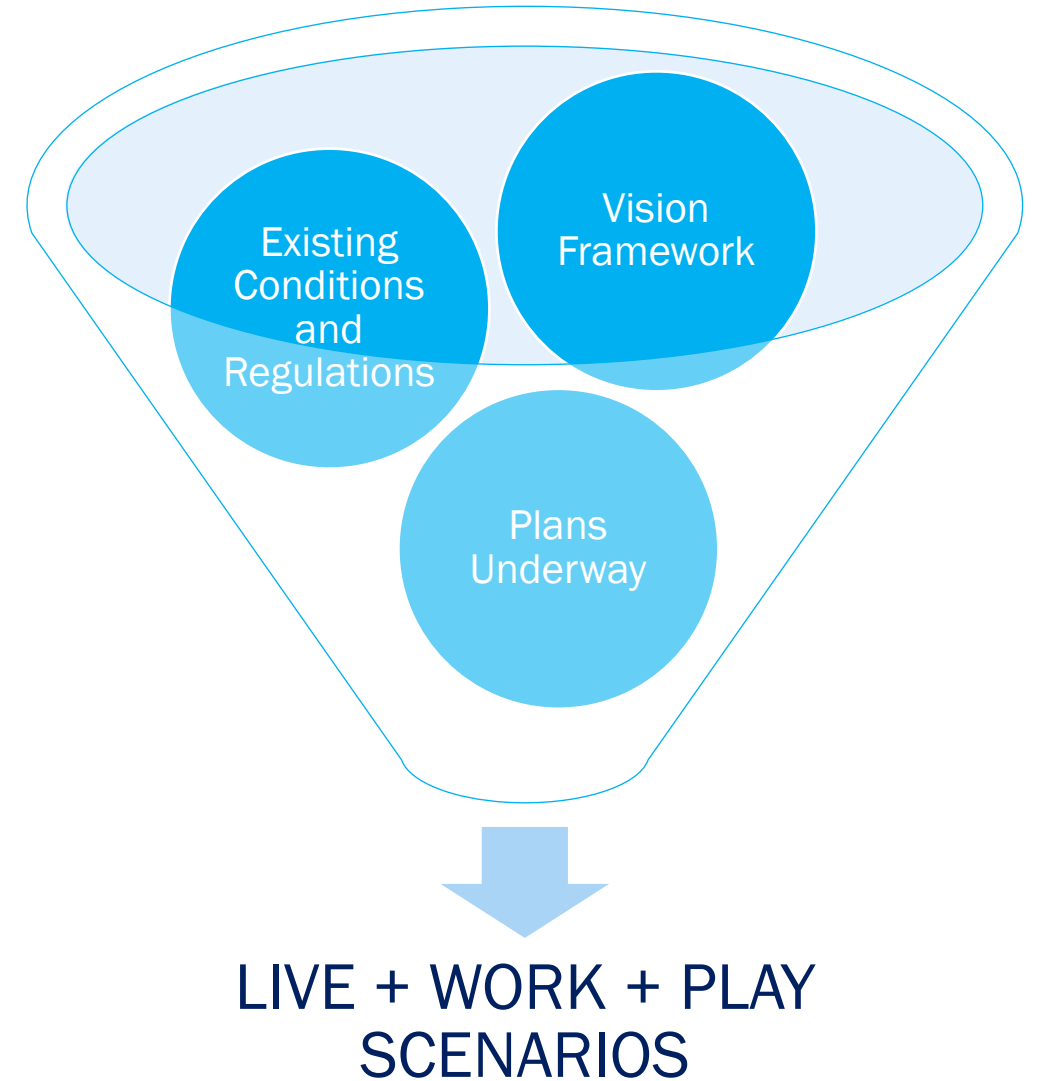 Existing
Conditions
and
Regulations
Vision
Framework
Plans
Underway
LIVE + WORK + PLAY
SCENARIOS